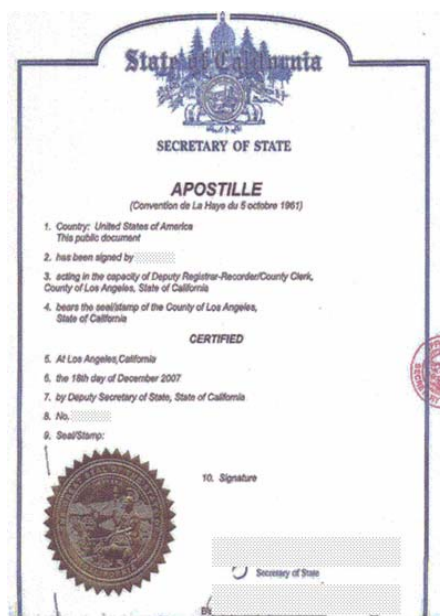 State of California
SECRETARY OF STATE
APOSTILLE
(Convention de La Haye du 5 octobre 1961)
1. Country: United States of America
This public document
2. has been signed by
3. acting in the capacity of Deputy Registrar-Recorder/County Clerk,
County of Los Angeles, State of California
4. bears the seal/stamp of the County of Los Angeles,
State of California
CERTIFIED
5. At Los Angeles, California
6. the 18th day of December 2007
7. by Deputy Secretary of State, State of California
8. No.
9. Seal/Stamp:
10. Signature
Secretary of State